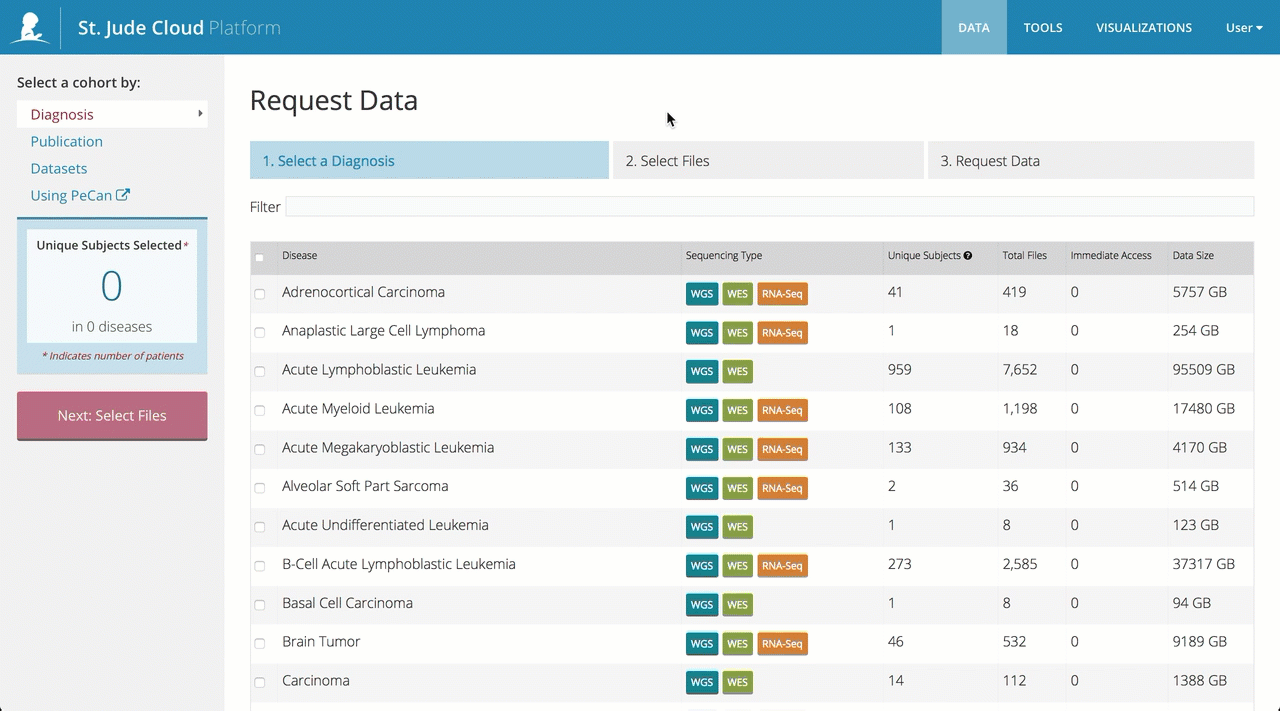 St. Jude Cloud Platform
DATA
TOOLS
VISUALIZATIONS
User
Select a cohort by:
Diagnosis
Publication
Datasets
Using PeCan
Unique Subjects Selected*
0
in 0 diseases
* Indicates number of patients
Next: Select Files
Request Data
1. Select a Diagnosis
2. Select Files
3. Request Data
Filter
Disease Sequencing Type Unique Subjects ? Total Files Immediate Access Data Size
Adrenocortical Carcinoma WGS WES RNA-Seq 41 419 0 5757 GB
Anaplastic Large Cell Lymphoma WGS WES RNA-Seq 1 18 0 254 GB
Acute Lymphoblastic Leukemia WGS WES 959 7,652 0 95509 GB
Acute Myeloid Leukemia WGS WES RNA-Seq 108 1,198 0 17480 GB
Acute Megakaryoblastic Leukemia WGS WES RNA-Seq 133 934 0 4170 GB
Alveolar Soft Part Sarcoma WGS WES RNA-Seq 2 36 0 514 GB
Acute Undifferentiated Leukemia WGS WES 1 8 0 123 GB
B-Cell Acute Lymphoblastic Leukemia WGS WES RNA-Seq 273 2,585 0 37317 GB
Basal Cell Carcinoma WGS WES 1 8 0 94 GB
Brain Tumor WGS WES RNA-Seq 46 532 0 9189 GB
Carcinoma WGS WES 14 112 0 1388 GB